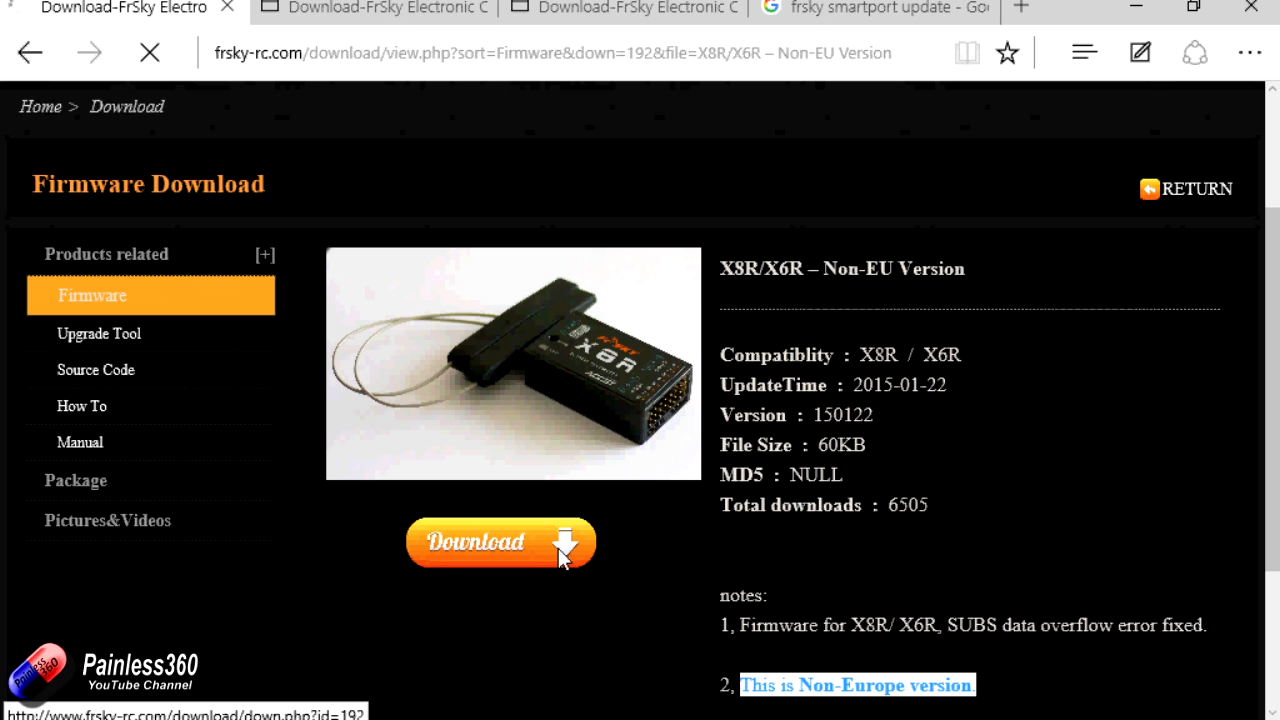 Download-FrSky Electro
Download-FrSky Electronic C
Download-FrSky Electronic C
frsky smartport update - Go
frsky-rc.com/download/view.php?sort=Firmware&down=192&file=X8R/X6R – Non-EU Version
Home > Download
Firmware Download
RETURN
Products related [+]
Firmware
Upgrade Tool
Source Code
How To
Manual
Package
Pictures&Videos
FrSky
X6R
ACCST
Download
X8R/X6R – Non-EU Version
Compatiblity : X8R / X6R
UpdateTime : 2015-01-22
Version : 150122
File Size : 60KB
MD5 : NULL
Total downloads : 6505
notes:
1, Firmware for X8R/ X6R, SUBS data overflow error fixed.
2, This is Non-Europe version.
Painless360
Painless360
YouTube Channel
http://www.frsky-rc.com/download/down.php?id=192